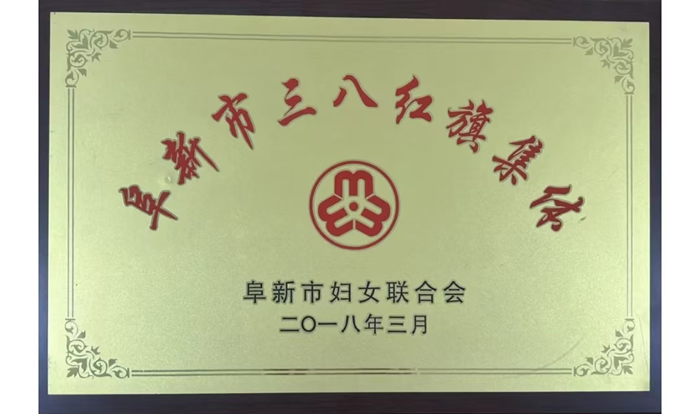 阜新市三八红旗集体
阜新市妇女联合会
二〇一八年三月